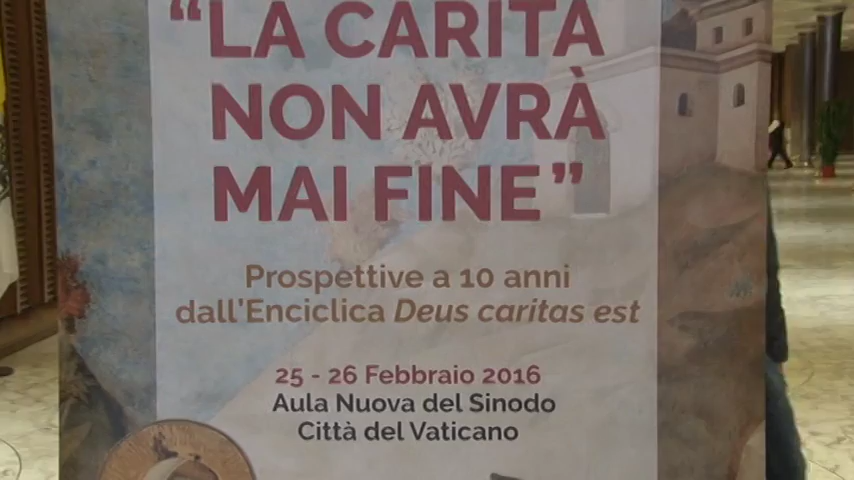 “LA CARITÀ
NON AVRÀ
MAI FINE”
Prospettive a 10 anni
dall'Enciclica Deus caritas est
25 - 26 Febbraio 2016
Aula Nuova del Sinodo
Città del Vaticano